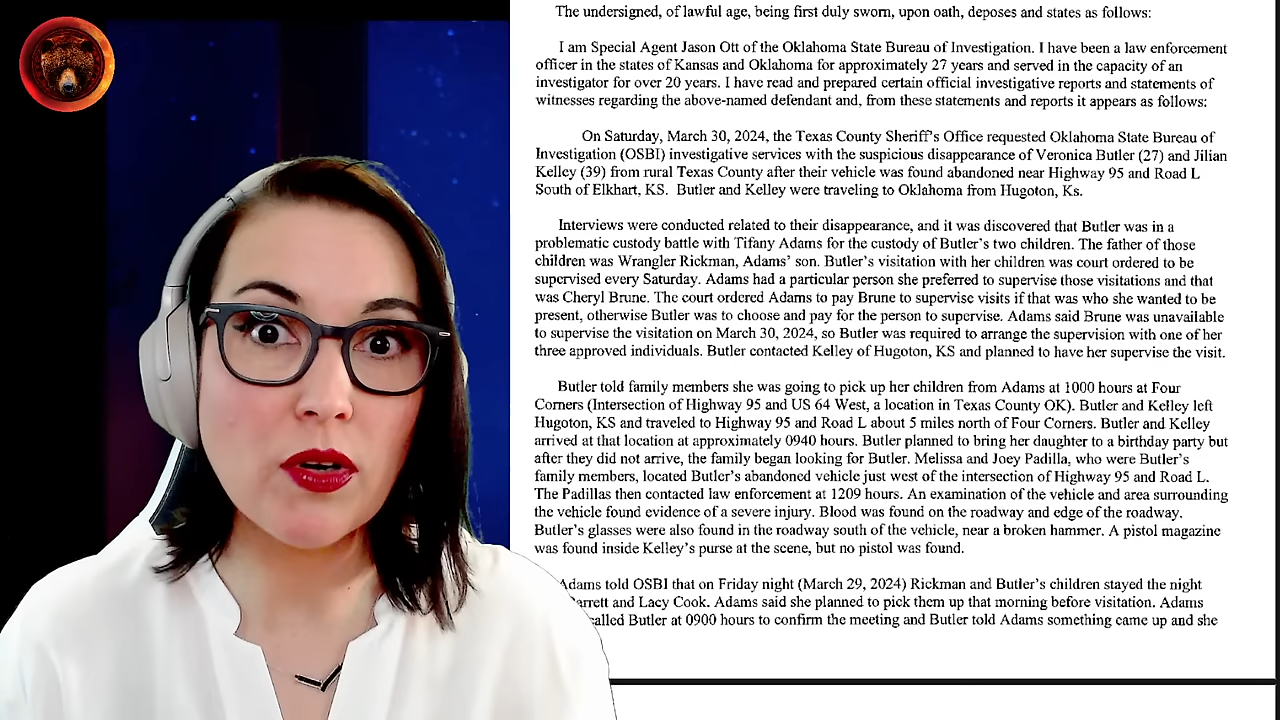 The undersigned, of lawful age, being first duly sworn, upon oath, deposes and states as follows:
I am Special Agent Jason Ott of the Oklahoma State Bureau of Investigation. I have been a law enforcement
officer in the states of Kansas and Oklahoma for approximately 27 years and served in the capacity of an
investigator for over 20 years. I have read and prepared certain official investigative reports and statements of
witnesses regarding the above-named defendant and, from these statements and reports it appears as follows:
On Saturday, March 30, 2024, the Texas County Sheriff's Office requested Oklahoma State Bureau of
Investigation (OSBI) investigative services with the suspicious disappearance of Veronica Butler (27) and Jilian
Kelley (39) from rural Texas County after their vehicle was found abandoned near Highway 95 and Road L
South of Elkhart, KS. Butler and Kelley were traveling to Oklahoma from Hugoton, Ks.
Interviews were conducted related to their disappearance, and it was discovered that Butler was in a
problematic custody battle with Tifany Adams for the custody of Butler's two children. The father of those
children was Wrangler Rickman, Adams' son. Butler's visitation with her children was court ordered to be
supervised every Saturday. Adams had a particular person she preferred to supervise those visitations and that
was Cheryl Brune. The court ordered Adams to pay Brune to supervise visits if that was who she wanted to be
present, otherwise Butler was to choose and pay for the person to supervise. Adams said Brune was unavailable
to supervise the visitation on March 30, 2024, so Butler was required to arrange the supervision with one of her
three approved individuals. Butler contacted Kelley of Hugoton, KS and planned to have her supervise the visit.
Butler told family members she was going to pick up her children from Adams at 1000 hours at Four
Corners (Intersection of Highway 95 and US 64 West, a location in Texas County OK). Butler and Kelley left
Hugoton, KS and traveled to Highway 95 and Road L about 5 miles north of Four Corners. Butler and Kelley
arrived at that location at approximately 0940 hours. Butler planned to bring her daughter to a birthday party but
after they did not arrive, the family began looking for Butler. Melissa and Joey Padilla, who were Butler's
family members, located Butler's abandoned vehicle just west of the intersection of Highway 95 and Road L.
The Padillas then contacted law enforcement at 1209 hours. An examination of the vehicle and area surrounding
the vehicle found evidence of a severe injury. Blood was found on the roadway and edge of the roadway.
Butler's glasses were also found in the roadway south of the vehicle, near a broken hammer. A pistol magazine
was found inside Kelley's purse at the scene, but no pistol was found.
Adams told OSBI that on Friday night (March 29, 2024) Rickman and Butler's children stayed the night
and Lacy Cook. Adams said she planned to pick them up that morning before visitation. Adams
Butler at 0900 hours to confirm the meeting and Butler told Adams something came up and she